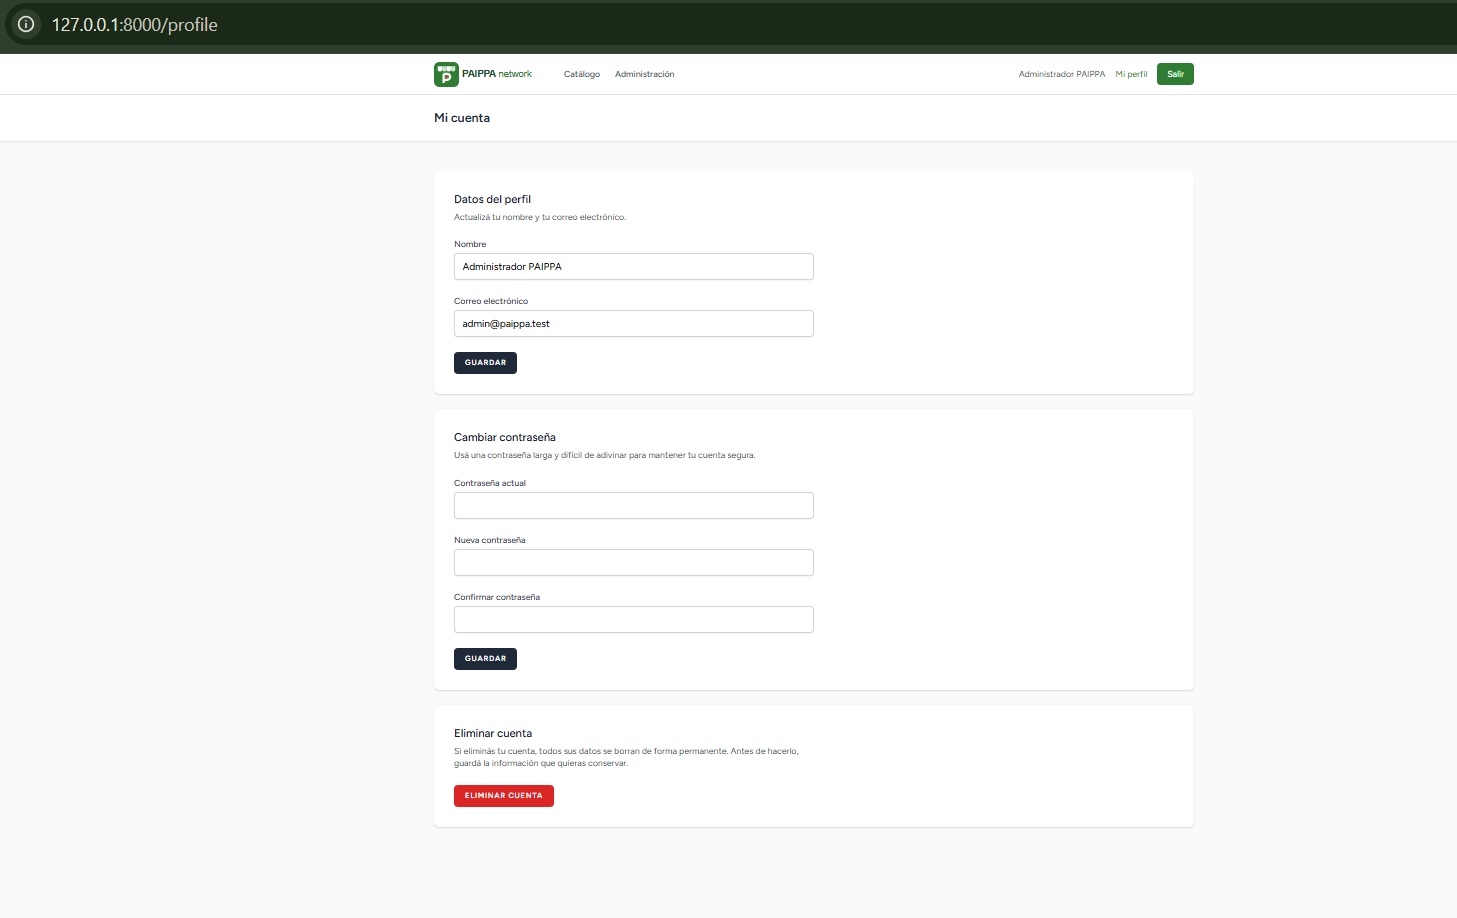 127.0.0.1:8000/profile
PAIPPA network Catálogo Administración Administrador PAIPPA Mi perfil Salir
Mi cuenta
Datos del perfil
Actualizá tu nombre y tu correo electrónico.
Nombre
Administrador PAIPPA
Correo electrónico
admin@paippa.test
GUARDAR
Cambiar contraseña
Usá una contraseña larga y difícil de adivinar para mantener tu cuenta segura.
Contraseña actual
Nueva contraseña
Confirmar contraseña
GUARDAR
Eliminar cuenta
Si eliminás tu cuenta, todos sus datos se borran de forma permanente. Antes de hacerlo,
guardá la información que quieras conservar.
ELIMINAR CUENTA